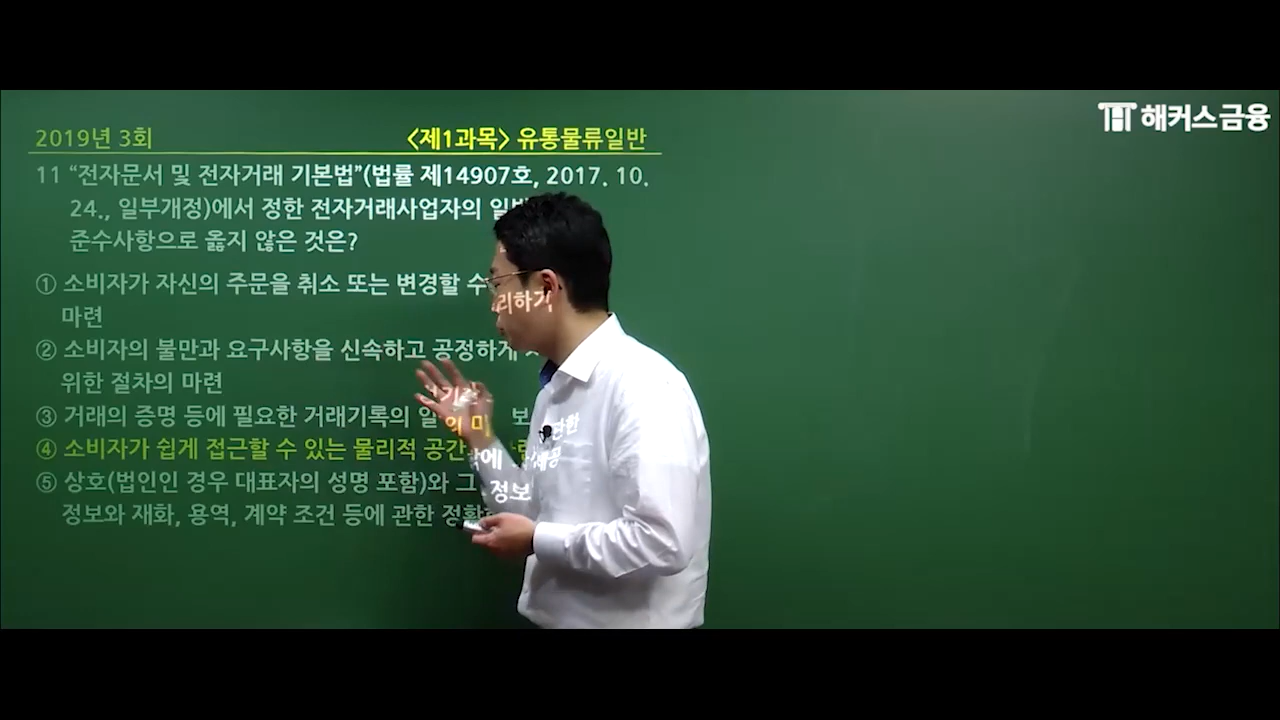 해커스금융
2019년 3회 <제1과목> 유통물류일반
11 “전자문서 및 전자거래 기본법”(법률 제14907호, 2017. 10.
24., 일부개정)에서 정한 전자거래사업자의
준수사항으로 옳지 않은 것은?
① 소비자가 자신의 주문을 취소 또는 변경할 수
마련
② 소비자의 불만과 요구사항을 신속하고 공정하게 처리하기
위한 절차의 마련
③ 거래의 증명 등에 필요한 거래기록의
④ 소비자가 쉽게 접근할 수 있는 물리적 공간
⑤ 상호(법인인 경우 대표자의 성명 포함)와 그
정보와 재화, 용역, 계약 조건 등에 관한